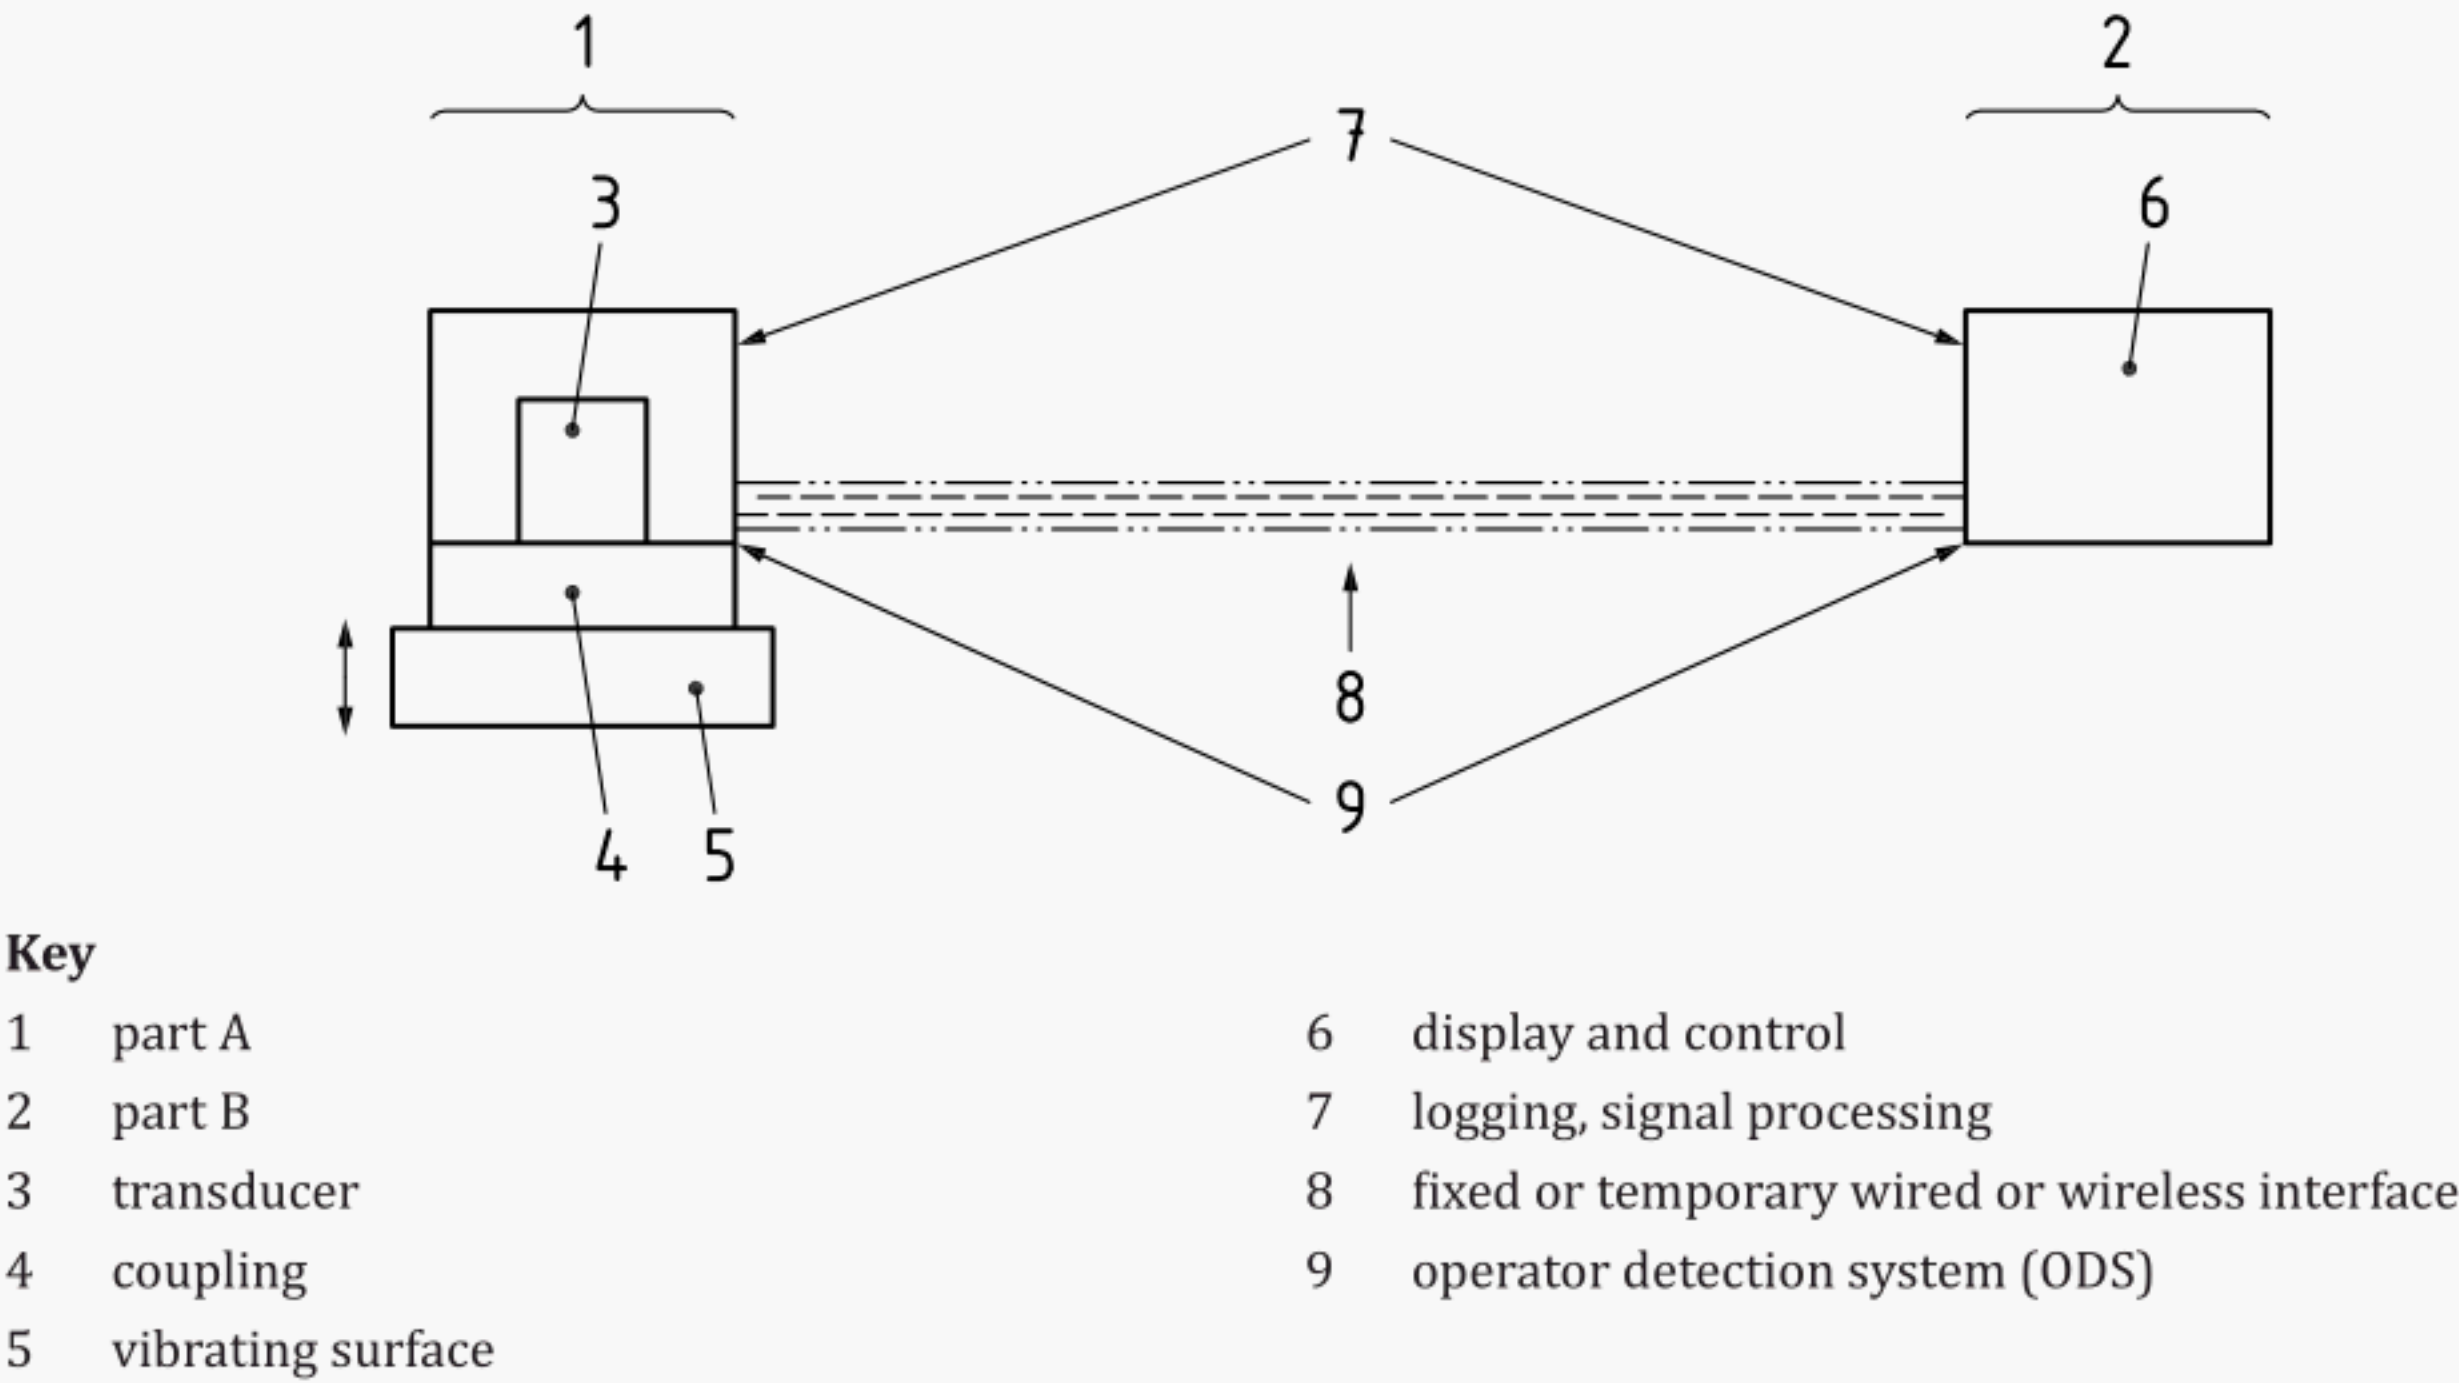 1
2
7
3
6
8
9
4
5
Key
1 part A
2 part B
3 transducer
4 coupling
5 vibrating surface
6 display and control
7 logging, signal processing
8 fixed or temporary wired or wireless interface
9 operator detection system (ODS)